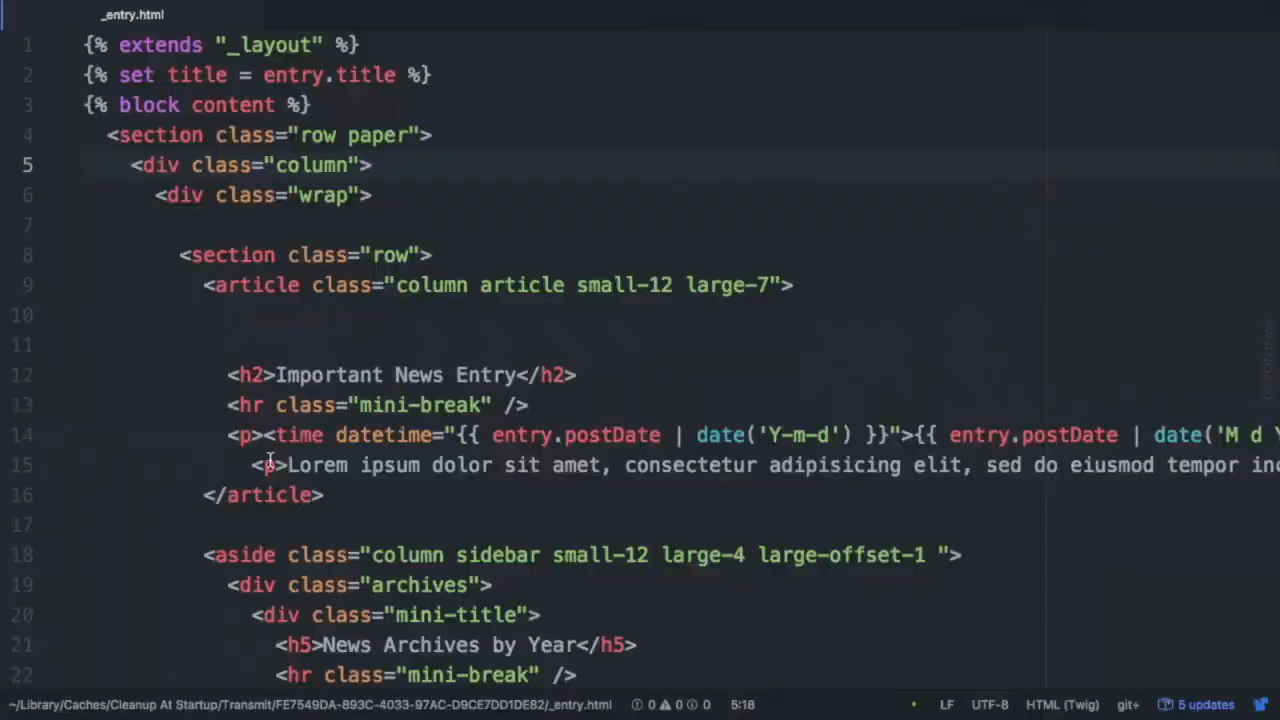 _entry.html
1 {% extends "_layout" %}
2 {% set title = entry.title %}
3 {% block content %}
4 <section class="row paper">
5 <div class="column">
6 <div class="wrap">
7
8 <section class="row">
9 <article class="column article small-12 large-7">
10
11
12 <h2>Important News Entry</h2>
13 <hr class="mini-break" />
14 <p><time datetime="{{ entry.postDate | date('Y-m-d') }}">{{ entry.postDate | date('M d Y
15 <p>Lorem ipsum dolor sit amet, consectetur adipisicing elit, sed do eiusmod tempor inc
16 </article>
17
18 <aside class="column sidebar small-12 large-4 large-offset-1 ">
19 <div class="archives">
20 <div class="mini-title">
21 <h5>News Archives by Year</h5>
22 <hr class="mini-break" />
~/Library/Caches/Cleanup At Startup/Transmit/FE7549DA-893C-4033-97AC-D9CE7DD1DE82/_entry.html 0 0 0 5:18 LF UTF-8 HTML (Twig) git+ 5 updates